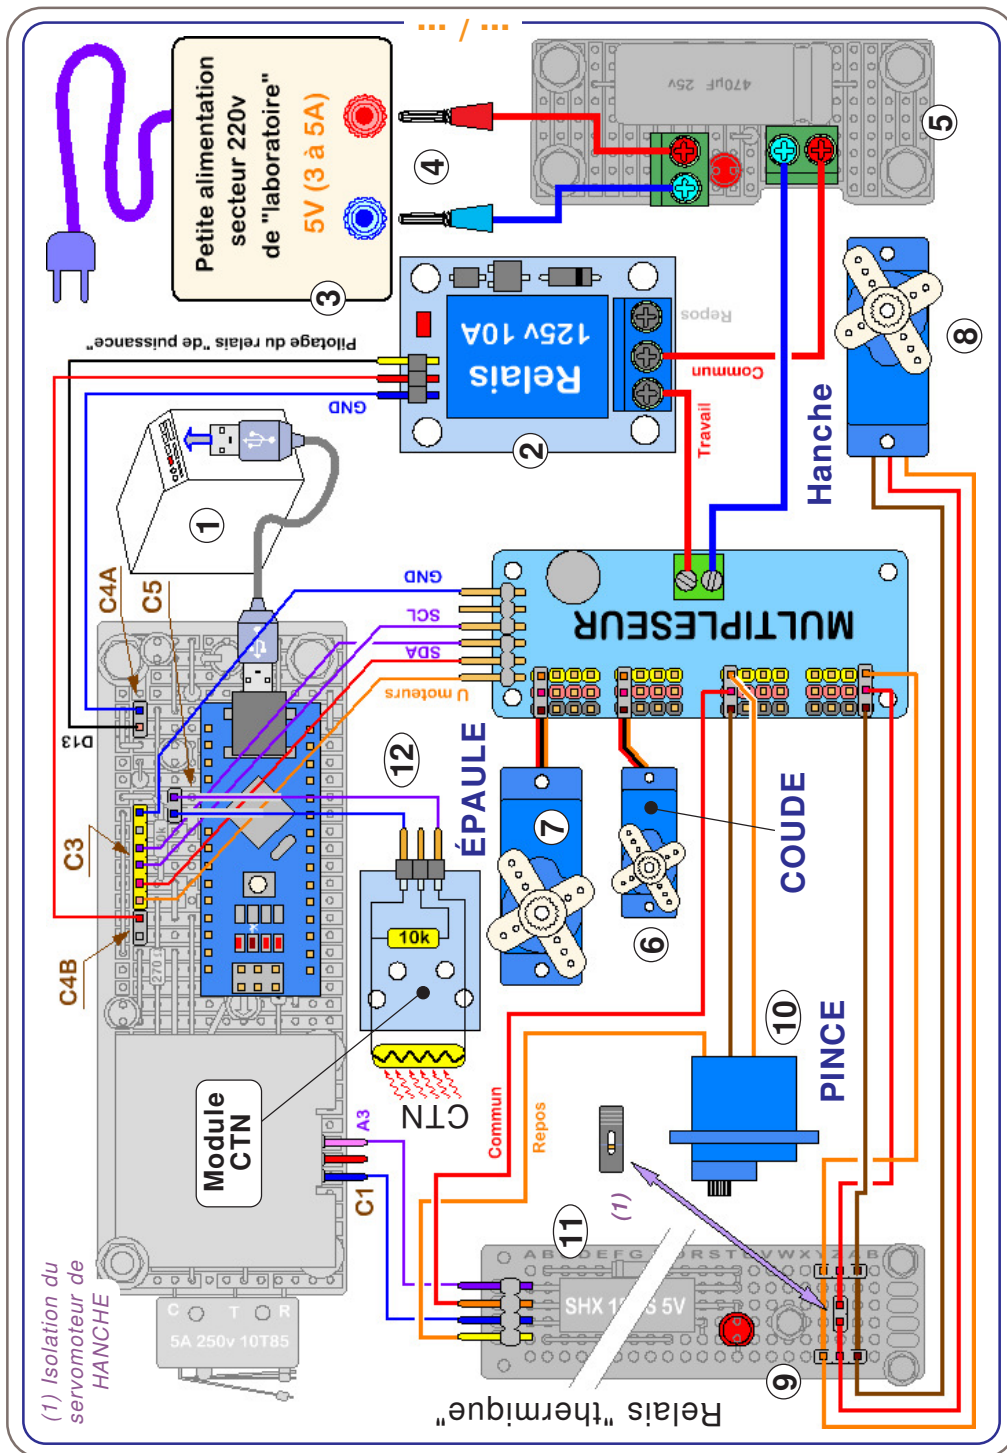 ... / ...
Petite alimentation
secteur 220v
de "laboratoire"
5V (3 à 5A)
3
4
470µF 25v
5
Pilotage du relais "de puissance"
GND
Relais
125v 10A
Repos
Commun
Travail
2
1
8
Hanche
C4A
C5
D13
C3
C4B
270 Ω
GND
SCL
SDA
U moteurs
MULTIPLESEUR
12
10k
ÉPAULE
7
COUDE
6
Module
CTN
CTN
A3
C1
Commun
Repos
10
PINCE
(1)
11
SHX
S 5V
9
Relais "thermique"
C
T
R
5A 250v 10T85
(1) Isolation du
servomoteur de
HANCHE